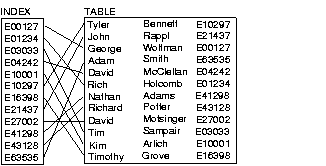 INDEX
TABLE
E00127
E01234
E03033
E04242
E10001
E10297
E16398
E21437
E27002
E41298
E43128
E63535
Tyler Bennett E10297
John Rappl E21437
George Woltman E00127
Adam Smith E63535
David McClellan E04242
Rich Holcomb E01234
Nathan Adams E41298
Richard Potter E43128
David Motsinger E27002
Tim Sampair E03033
Kim Arlich E10001
Timothy Grove E16398